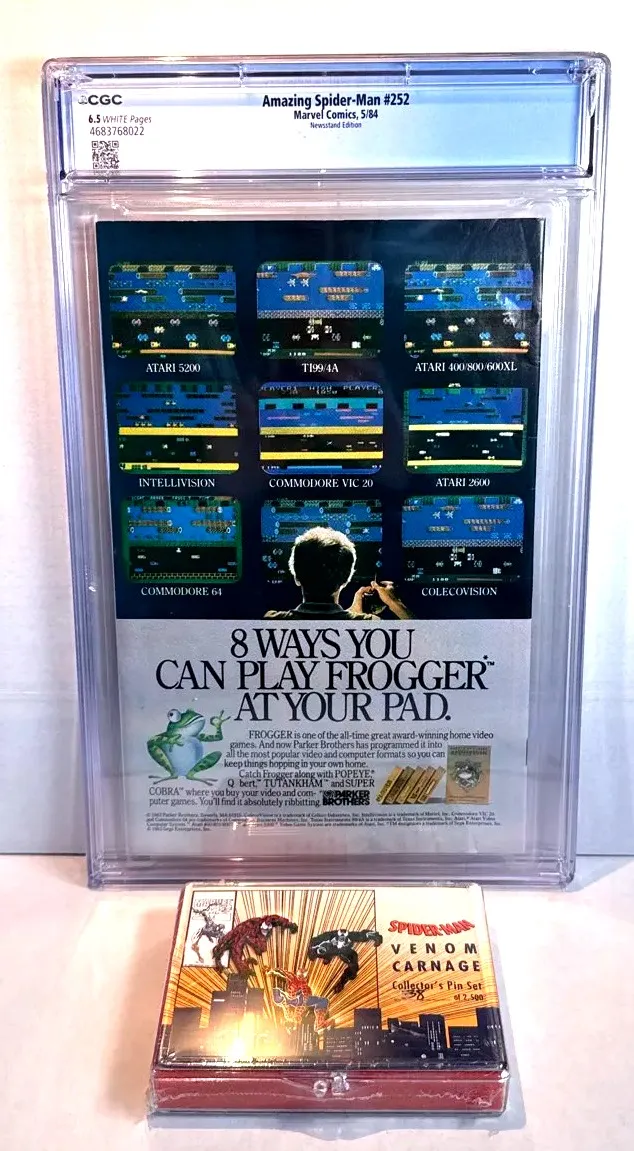 CGC
Amazing Spider-Man #252
6.5 WHITE Pages
Marvel Comics, 5/84
4683768022
Newsstand Edition
ATARI 5200
TI99/4A
ATARI 400/800/600XL
INTELLIVISION
COMMODORE VIC 20
ATARI 2600
COMMODORE 64
COLECOVISION
8 WAYS YOU
CAN PLAY FROGGER™
AT YOUR PAD.
FROGGER is one of the all-time great award-winning home video
games. And now Parker Brothers has programmed it into
all the most popular video and computer formats so you can
keep things hopping in your own home.
Catch Frogger along with POPEYE,®
Q*bert,™ TUTANKHAM™ and SUPER
COBRA™ where you buy your video and com-
puter games. You'll find it absolutely ribbitting.
PARKER
BROTHERS
SPIDER-MAN
VENOM
CARNAGE
Collector's Pin Set
38 of 2,500